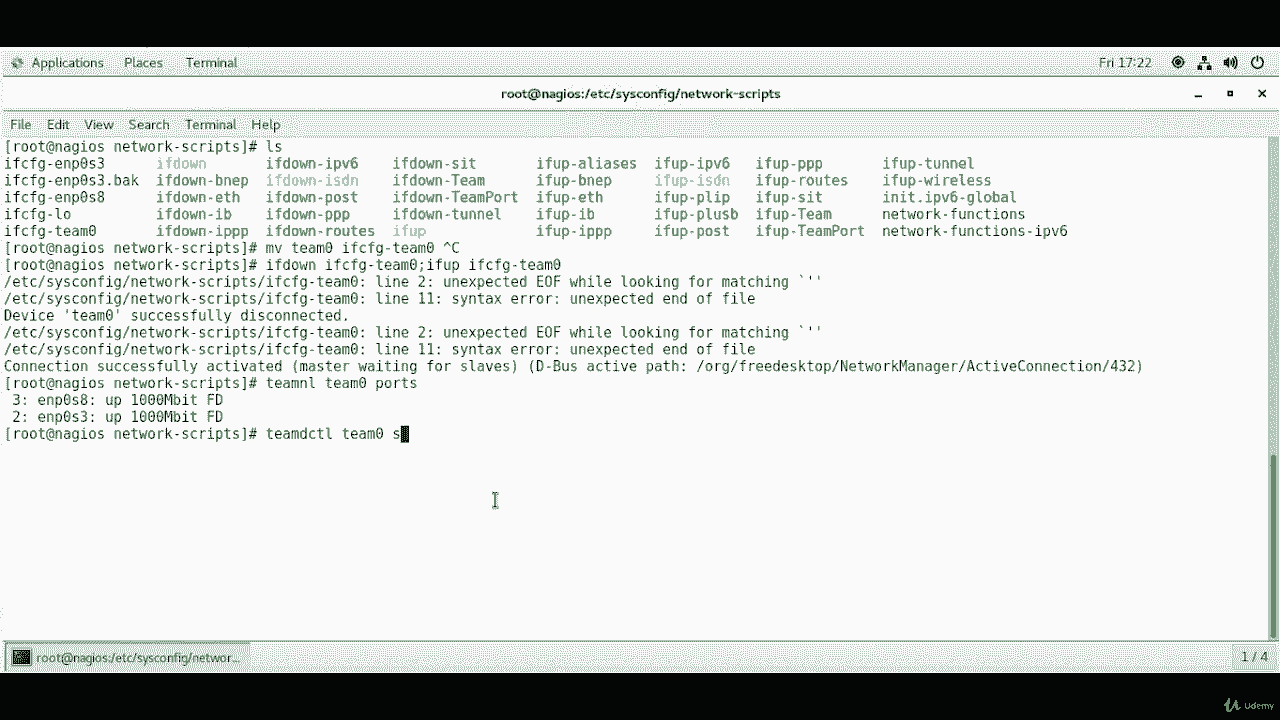 Applications Places Terminal Fri 17:22
root@nagios:/etc/sysconfig/network-scripts
File Edit View Search Terminal Help
[root@nagios network-scripts]# ls
ifcfg-enp0s3 ifdown ifdown-ipv6 ifdown-sit ifup-aliases ifup-ipv6 ifup-ppp ifup-tunnel
ifcfg-enp0s3.bak ifdown-bnep ifdown-isdn ifdown-Team ifup-bnep ifup-isdn ifup-routes ifup-wireless
ifcfg-enp0s8 ifdown-eth ifdown-post ifdown-TeamPort ifup-eth ifup-plip ifup-sit init.ipv6-global
ifcfg-lo ifdown-ib ifdown-ppp ifdown-tunnel ifup-ib ifup-plusb ifup-Team network-functions
ifcfg-team0 ifdown-ippp ifdown-routes ifup ifup-ippp ifup-post ifup-TeamPort network-functions-ipv6
[root@nagios network-scripts]# mv team0 ifcfg-team0 ^C
[root@nagios network-scripts]# ifdown ifcfg-team0;ifup ifcfg-team0
/etc/sysconfig/network-scripts/ifcfg-team0: line 2: unexpected EOF while looking for matching `''
/etc/sysconfig/network-scripts/ifcfg-team0: line 11: syntax error: unexpected end of file
Device 'team0' successfully disconnected.
/etc/sysconfig/network-scripts/ifcfg-team0: line 2: unexpected EOF while looking for matching `''
/etc/sysconfig/network-scripts/ifcfg-team0: line 11: syntax error: unexpected end of file
Connection successfully activated (master waiting for slaves) (D-Bus active path: /org/freedesktop/NetworkManager/ActiveConnection/432)
[root@nagios network-scripts]# teamnl team0 ports
3: enp0s8: up 1000Mbit FD
2: enp0s3: up 1000Mbit FD
[root@nagios network-scripts]# teamdctl team0 s
root@nagios:/etc/sysconfig/networ... 1 / 4
Udemy